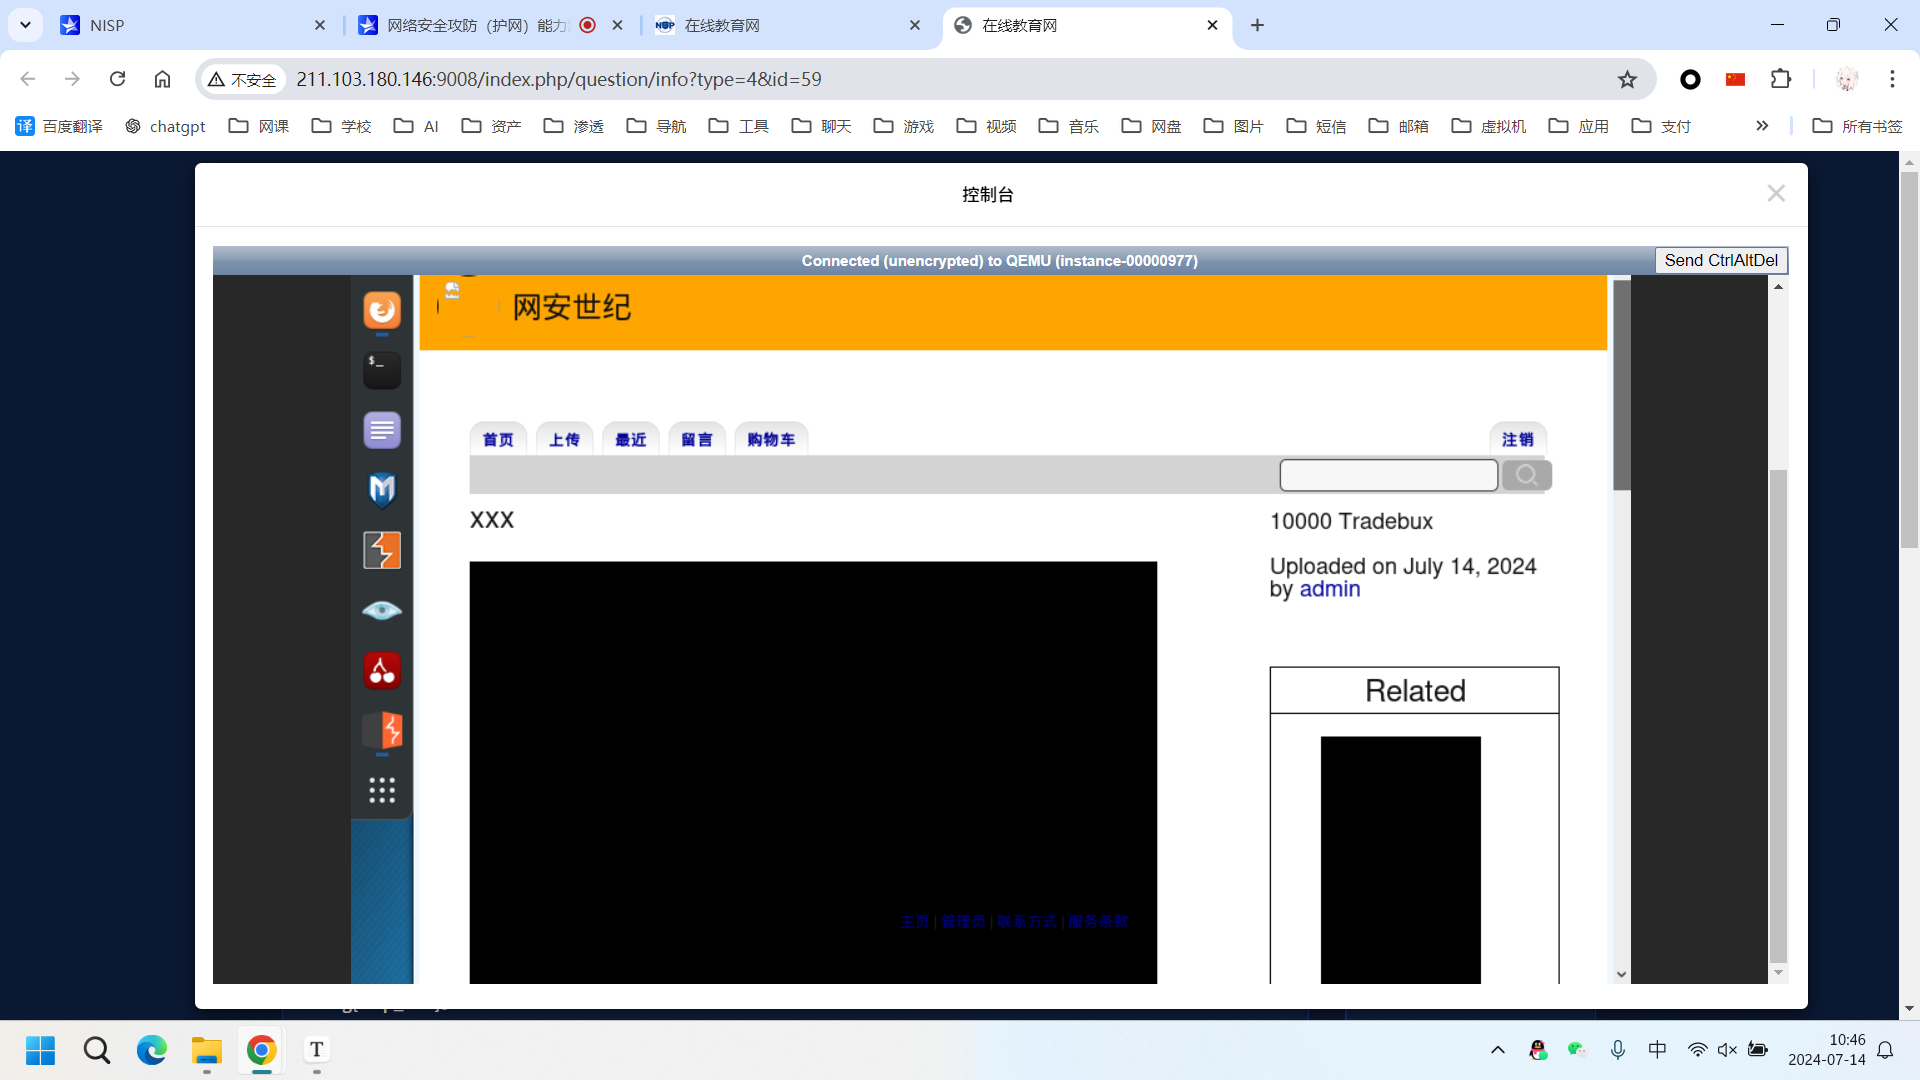 NISP
网络安全攻防（护网）能力
在线教育网
在线教育网
不安全
211.103.180.146:9008/index.php/question/info?type=4&id=59
百度翻译
chatgpt
网课
学校
AI
资产
渗透
导航
工具
聊天
游戏
视频
音乐
网盘
图片
短信
邮箱
虚拟机
应用
支付
所有书签
控制台
Connected (unencrypted) to QEMU (instance-00000977)
Send CtrlAltDel
网安世纪
首页
上传
最近
留言
购物车
注销
XXX
10000 Tradebux
Uploaded on July 14, 2024
by admin
Related
主页 | 管理员 | 联系方式 | 服务条款
中
10:46
2024-07-14